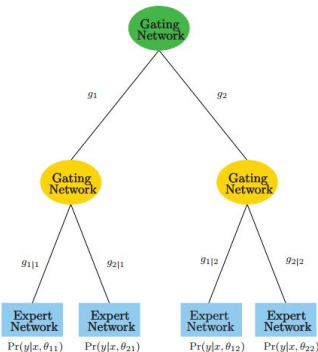 Gating
Network
g1
g2
Gating
Network
Gating
Network
g1|1
g2|1
g1|2
g2|2
Expert
Network
Expert
Network
Expert
Network
Expert
Network
Pr(y|x, θ11)
Pr(y|x, θ21)
Pr(y|x, θ12)
Pr(y|x, θ22)